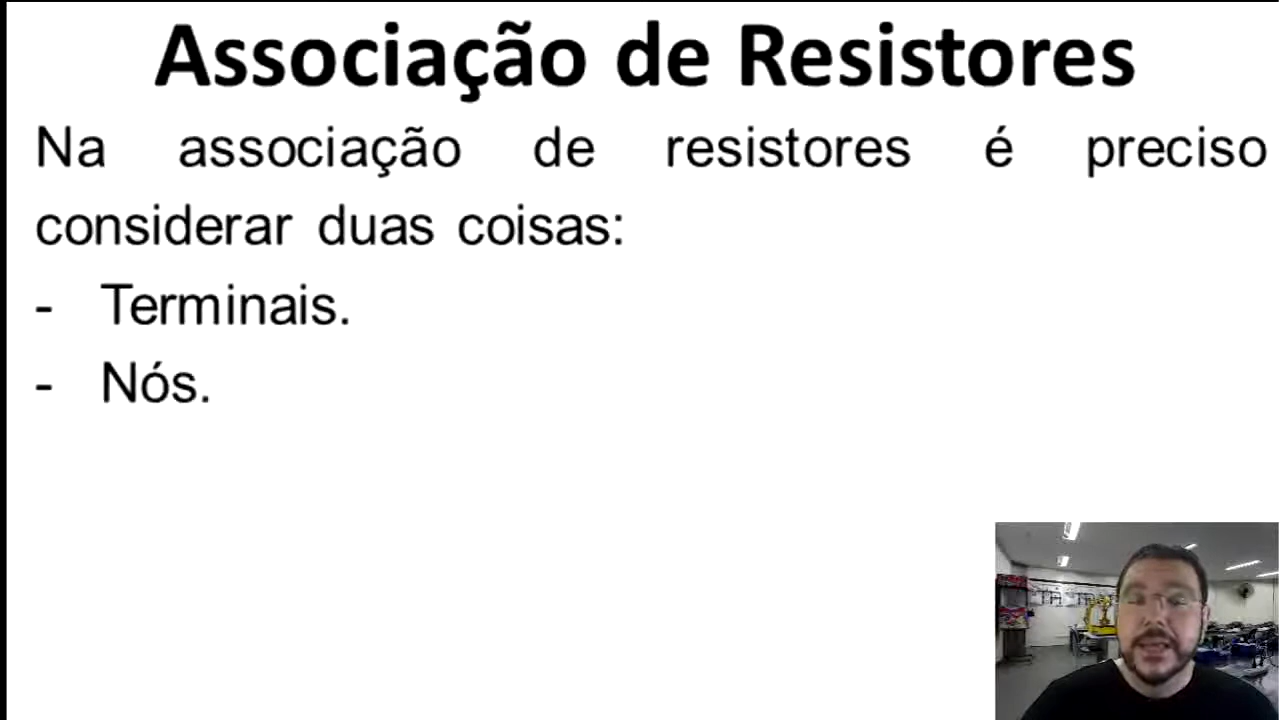 Associação de Resistores
Na associação de resistores é preciso
considerar duas coisas:
- Terminais.
- Nós.